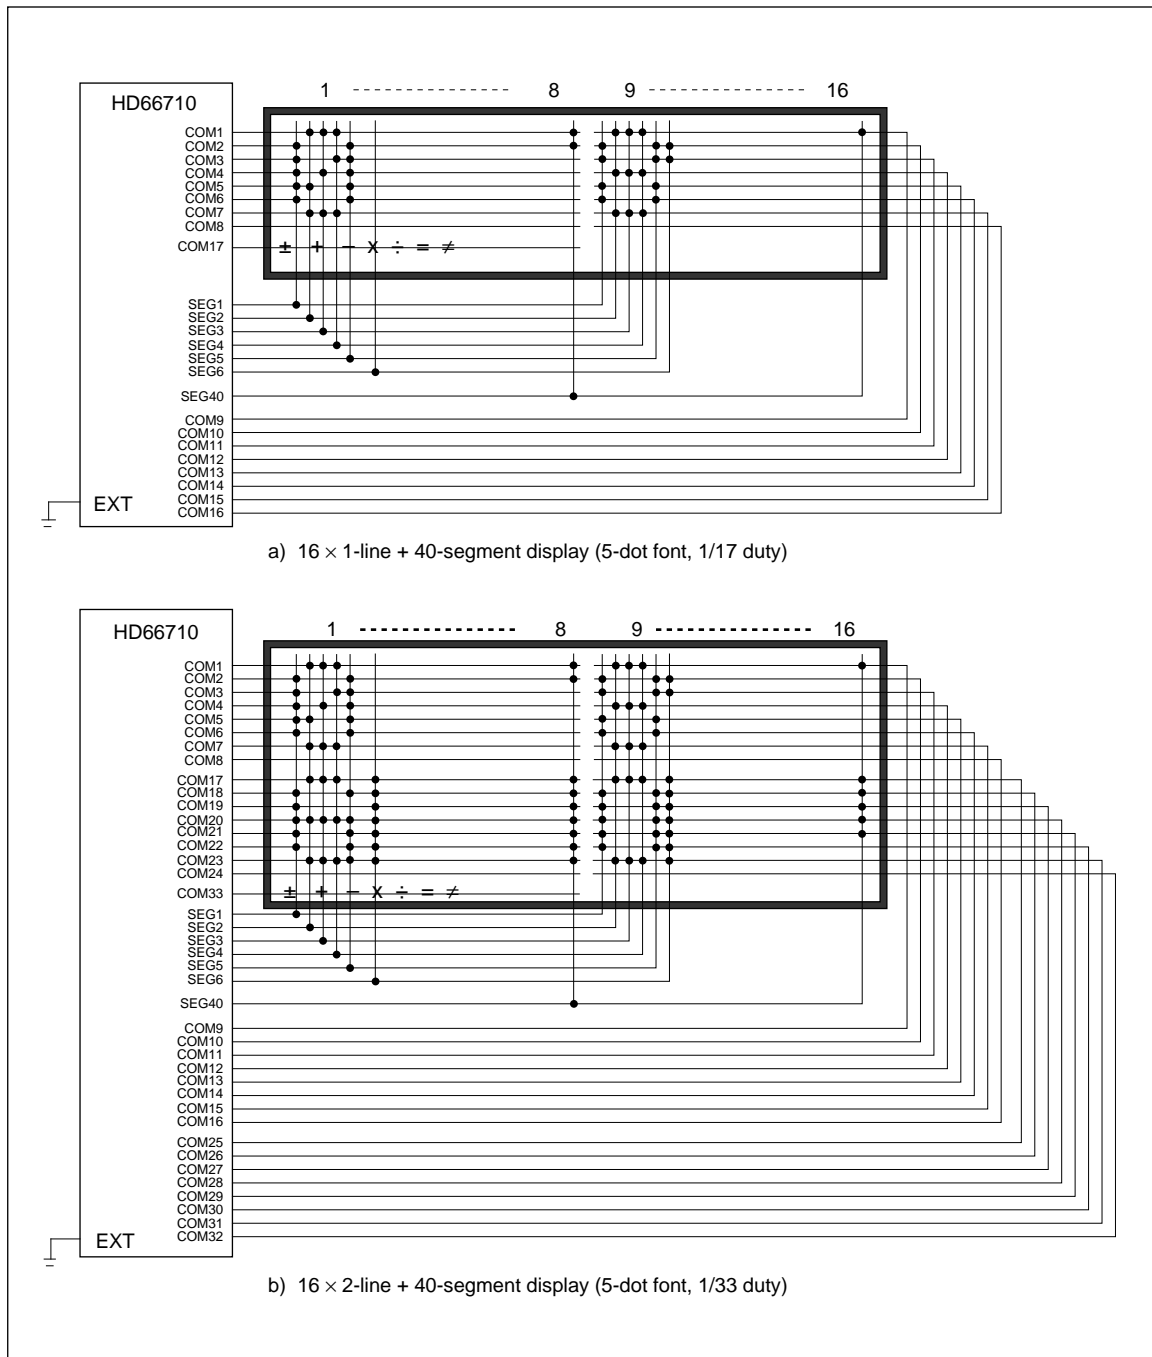 HD66710
1 8 9 16
COM1
COM2
COM3
COM4
COM5
COM6
COM7
COM8
COM17
± + − x ÷ = ≠
SEG1
SEG2
SEG3
SEG4
SEG5
SEG6
SEG40
COM9
COM10
COM11
COM12
COM13
COM14
COM15
COM16
EXT
a) 16 × 1-line + 40-segment display (5-dot font, 1/17 duty)
HD66710
1 8 9 16
COM1
COM2
COM3
COM4
COM5
COM6
COM7
COM8
COM17
COM18
COM19
COM20
COM21
COM22
COM23
COM24
COM33
± + − x ÷ = ≠
SEG1
SEG2
SEG3
SEG4
SEG5
SEG6
SEG40
COM9
COM10
COM11
COM12
COM13
COM14
COM15
COM16
COM25
COM26
COM27
COM28
COM29
COM30
COM31
COM32
EXT
b) 16 × 2-line + 40-segment display (5-dot font, 1/33 duty)